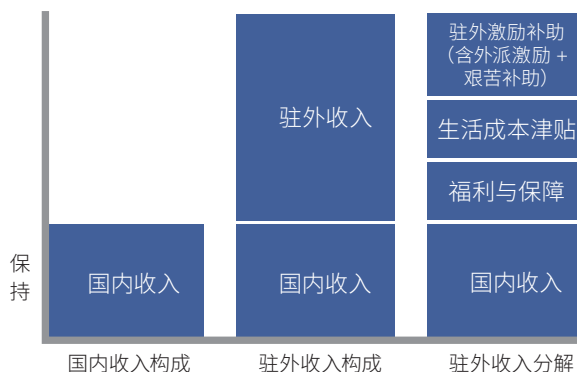 驻外激励补助
（含外派激励 +
艰苦补助）
驻外收入
生活成本津贴
福利与保障
保
持
国内收入
国内收入
国内收入
国内收入构成
驻外收入构成
驻外收入分解